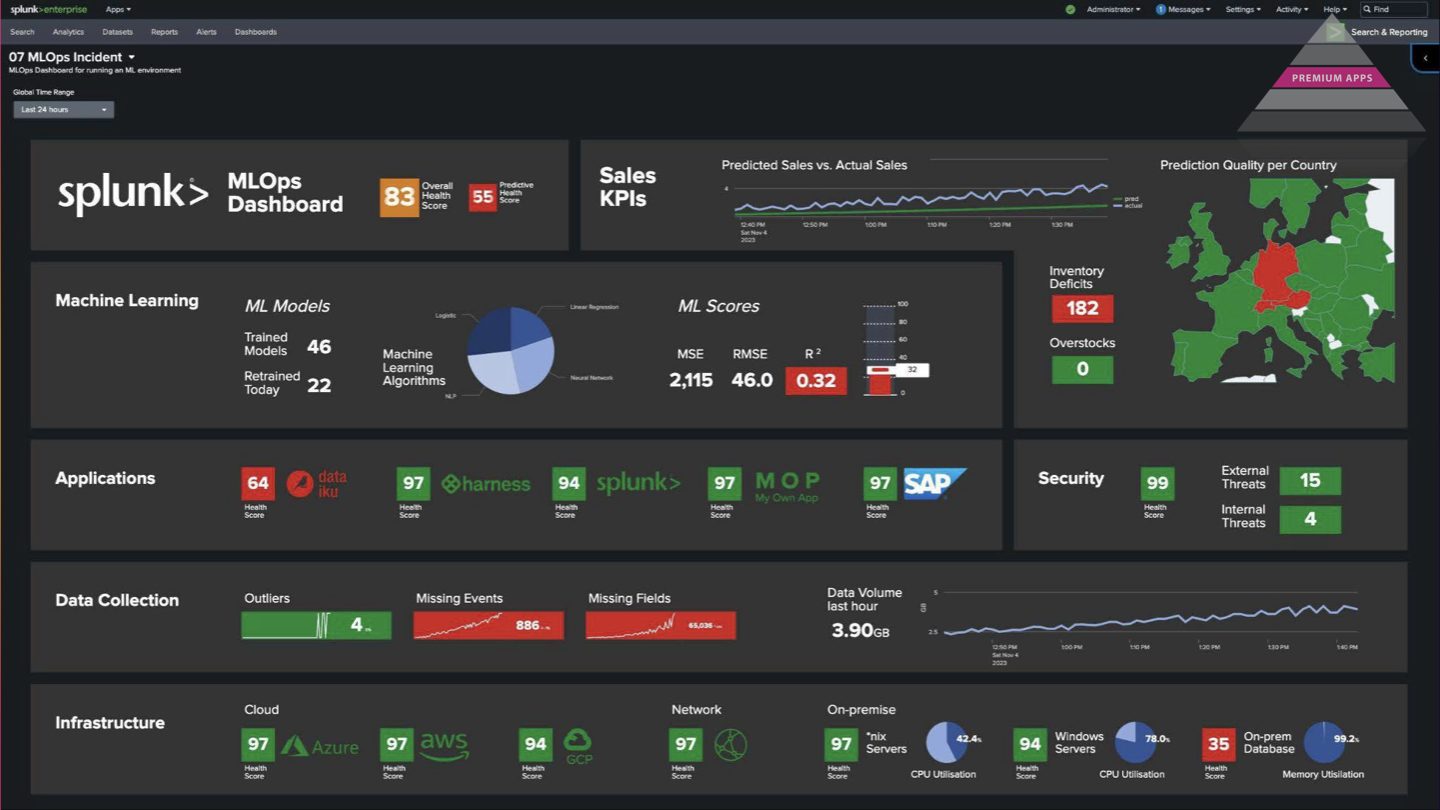 splunk>enterprise Apps
Administrator 1 Messages Settings Activity Help Find
Search Analytics Datasets Reports Alerts Dashboards
Search & Reporting
07 MLOps Incident
MLOps Dashboard for running an ML environment
PREMIUM APPS
Global Time Range
Last 24 hours
splunk>
MLOps
Dashboard
83
Overall
Health
Score
55
Predictive
Health
Score
Sales
KPIs
Predicted Sales vs. Actual Sales
4
pred
actual
12:40 PM
Sat Nov 4
2023
12:50 PM 1:00 PM 1:10 PM 1:20 PM 1:30 PM
Prediction Quality per Country
Inventory
Deficits
182
Overstocks
0
Machine Learning
ML Models
Trained
Models
46
Retrained
Today
22
Machine
Learning
Algorithms
Logistic
Linear Regression
Neural Network
NLP
ML Scores
MSE RMSE R 2
2,115 46.0 0.32
100
80
60
40
32
0
Applications
64
Health
Score
data
iku
97
Health
Score
harness
94
Health
Score
splunk>
97
Health
Score
MOP
My Own App
97
Health
Score
SAP
Security
99
Health
Score
External
Threats
15
Internal
Threats
4
Data Collection
Outliers
4
Missing Events
886
Missing Fields
65,036
Data Volume
last hour
3.90GB
GB
5
2.5
12:50 PM
Sat Nov 4
2023
1:00 PM 1:10 PM 1:20 PM 1:30 PM 1:40 PM
Infrastructure
Cloud
97
Health
Score
Azure
97
Health
Score
aws
94
Health
Score
GCP
Network
97
Health
Score
On-premise
97
Health
Score
*nix
Servers
42.4%
CPU Utilisation
94
Health
Score
Windows
Servers
78.0%
CPU Utilisation
35
Health
Score
On-prem
Database
99.2%
Memory Utisilation